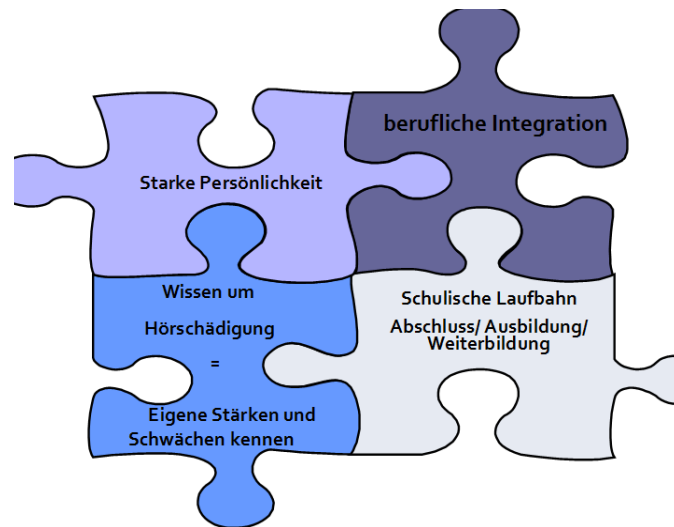 berufliche Integration
Starke Persönlichkeit
Wissen um
Hörschädigung
=
Eigene Stärken und
Schwächen kennen
Schulische Laufbahn
Abschluss/ Ausbildung/
Weiterbildung